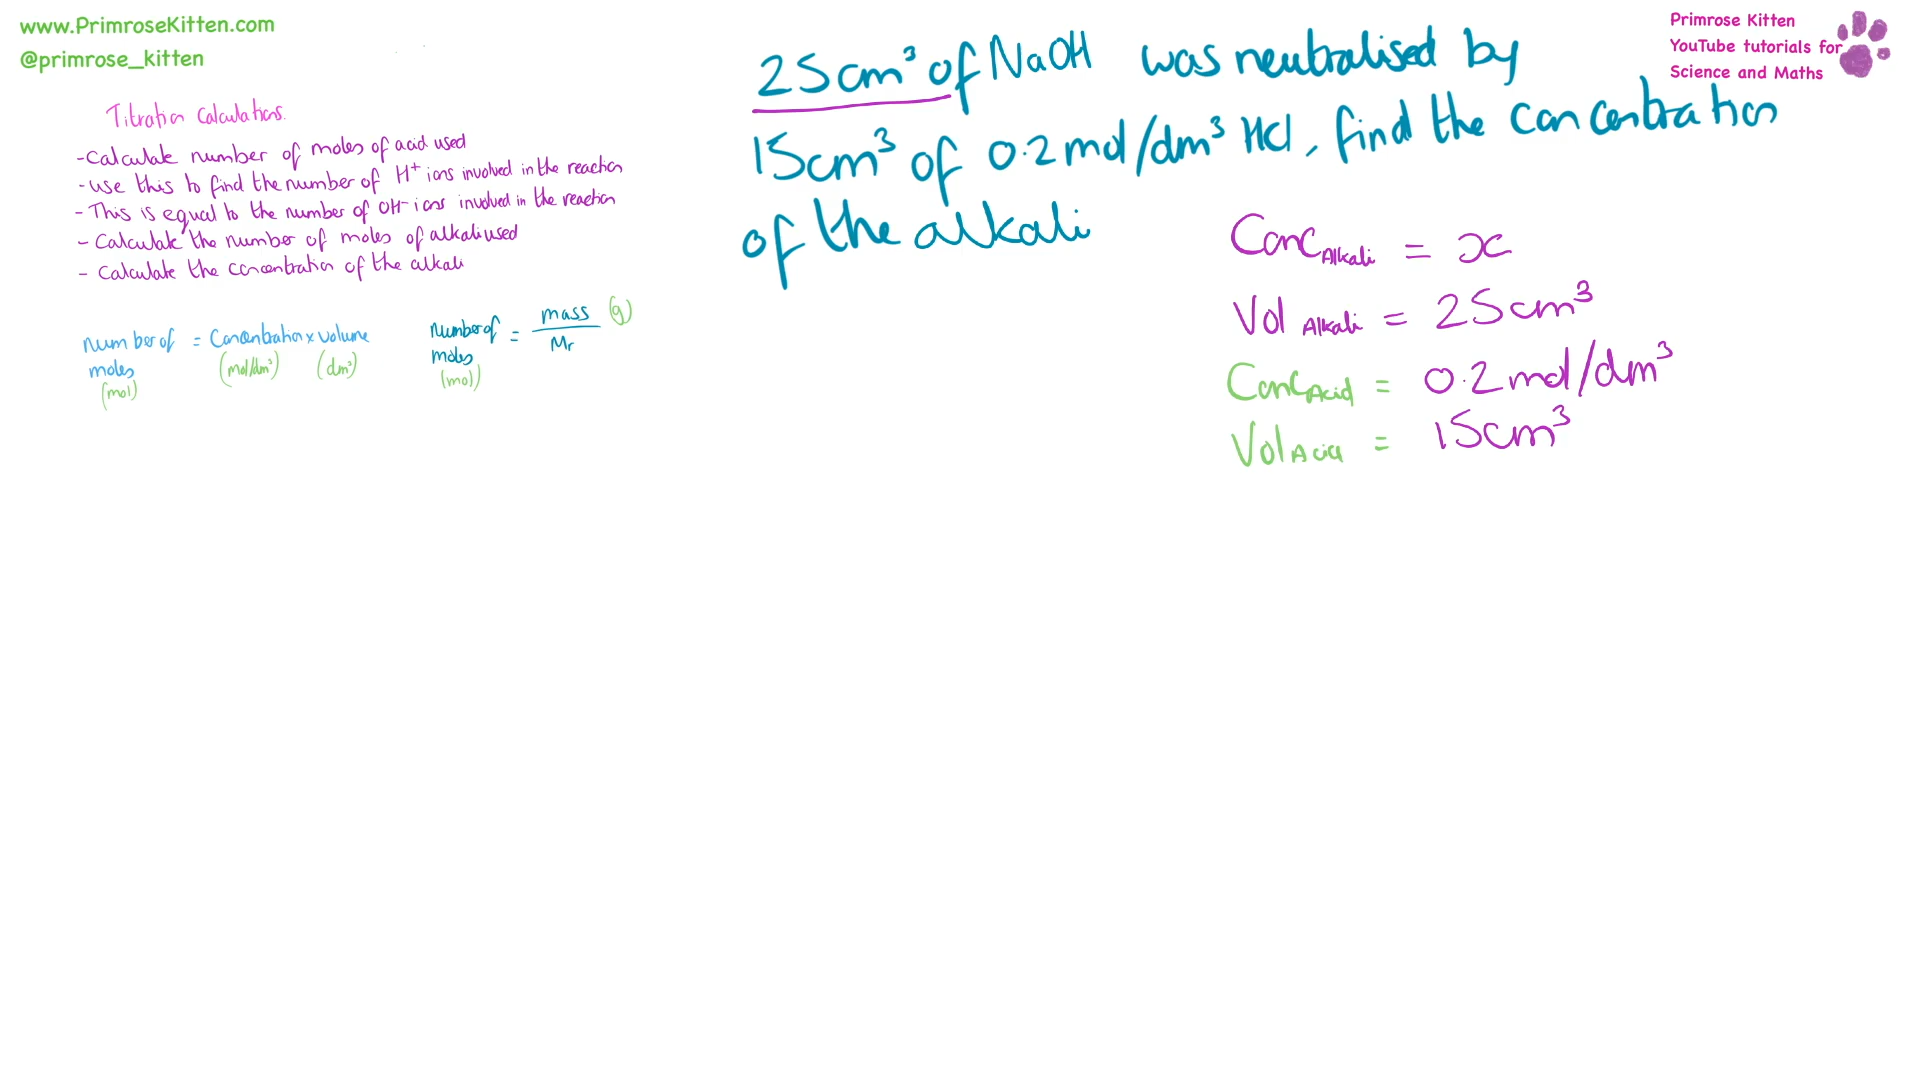 www.PrimroseKitten.com
@primrose_kitten
Primrose Kitten
YouTube tutorials for
Science and Maths
Titration Calculations.
- Calculate number of moles of acid used
- use this to find the number of H⁺ ions involved in the reaction
- This is equal to the number of OH⁻ ions involved in the reaction
- Calculate the number of moles of alkali used
- Calculate the concentration of the alkali
number of = Concentration x volume
moles (mol/dm³) (dm³)
(mol)
Number of = mass (g)
moles Mr
(mol)
25cm³ of NaOH was neutralised by
15cm³ of 0.2 mol/dm³ HCl, find the concentration
of the alkali
Conc Alkali = x
Vol Alkali = 25cm³
Conc Acid = 0.2 mol/dm³
Vol Acid = 15cm³